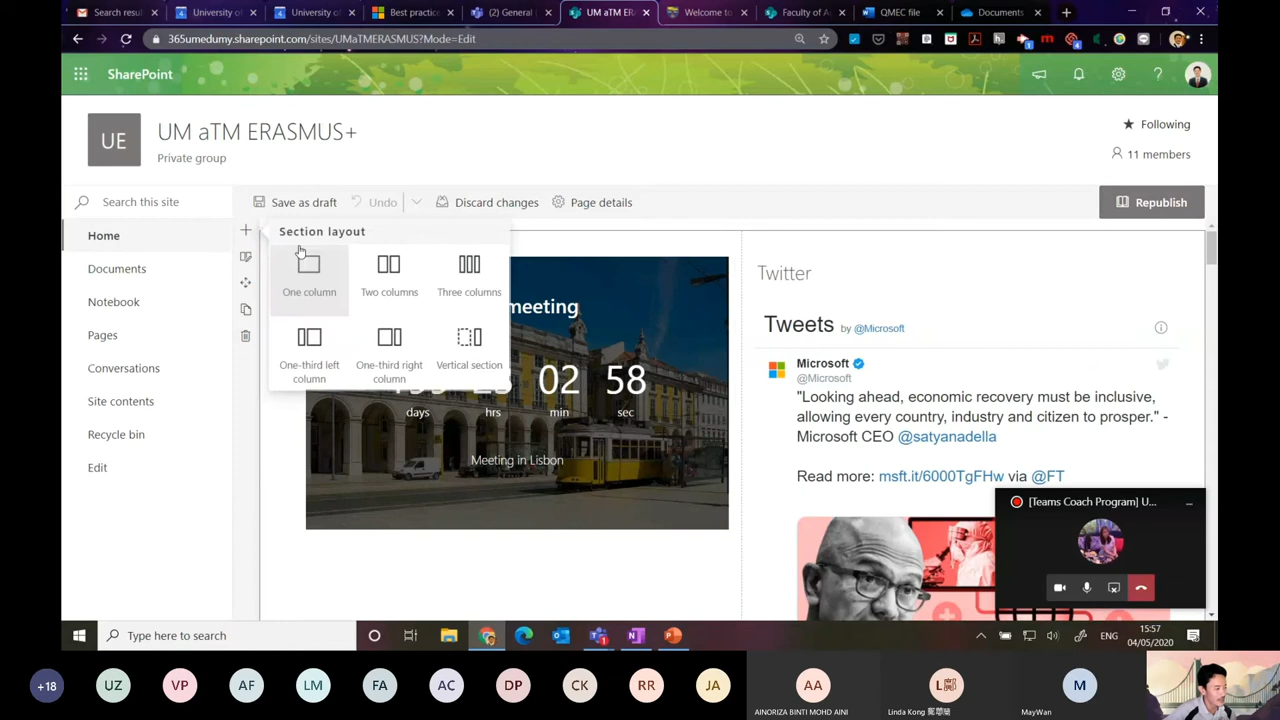 Search resul
University of
University of
Best practice
(2) General (
UM aTM ERA
Welcome to
Faculty of A
QMEC file
Documents
365umedumy.sharepoint.com/sites/UMaTMERASMUS?Mode=Edit
SharePoint
UE
UM aTM ERASMUS+
Private group
Following
11 members
Search this site
Save as draft
Undo
Discard changes
Page details
Republish
Home
Documents
Notebook
Pages
Conversations
Site contents
Recycle bin
Edit
Section layout
One column
Two columns
Three columns
One-third left column
One-third right column
Vertical section
meeting
02
58
days
hrs
min
sec
Meeting in Lisbon
Twitter
Tweets by @Microsoft
Microsoft
@Microsoft
"Looking ahead, economic recovery must be inclusive,
allowing every country, industry and citizen to prosper." -
Microsoft CEO @satyanadella
Read more: msft.it/6000TgFHw via @FT
[Teams Coach Program] U...
Type here to search
ENG
15:57
04/05/2020
+18
UZ
VP
AF
LM
FA
AC
DP
CK
RR
JA
AA
AINORIZA BINTI MOHD AINI
L鄺
Linda Kong 鄺翠蘭
M
MayWan